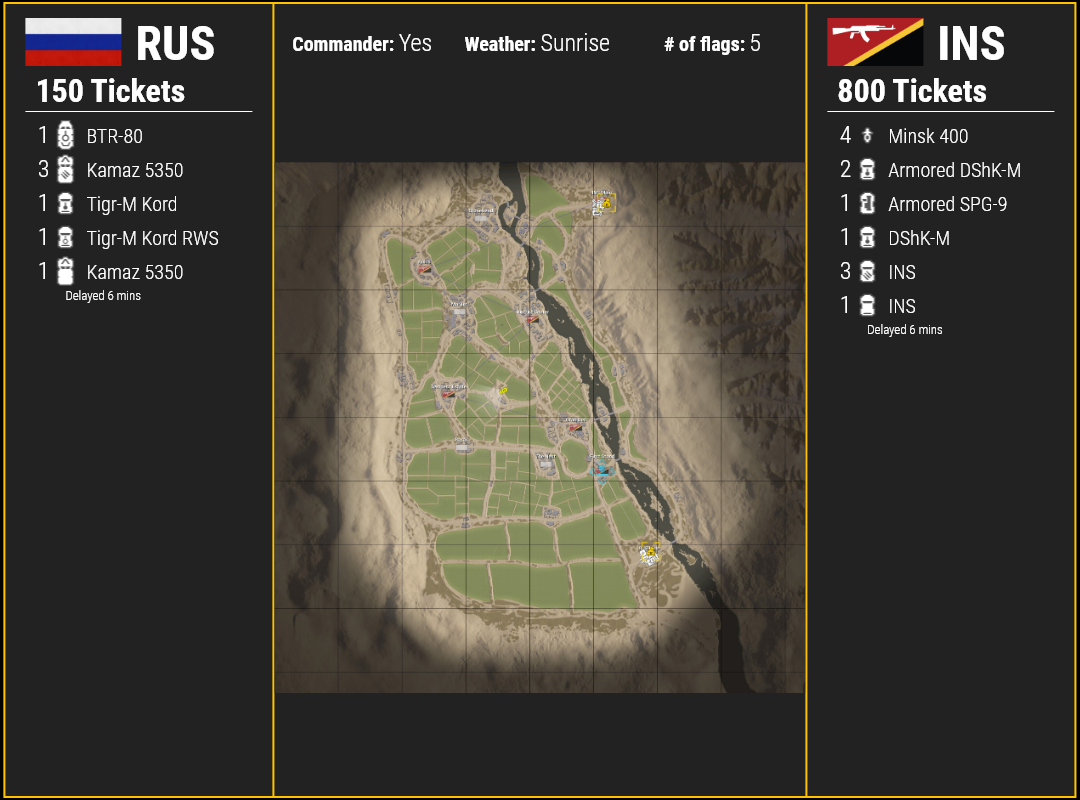 RUS
150 Tickets
1 BTR-80
3 Kamaz 5350
1 Tigr-M Kord
1 Tigr-M Kord RWS
1 Kamaz 5350
Delayed 6 mins
Commander: Yes Weather: Sunrise # of flags: 5
INS
800 Tickets
4 Minsk 400
2 Armored DShK-M
1 Armored SPG-9
1 DShK-M
3 INS
1 INS
Delayed 6 mins